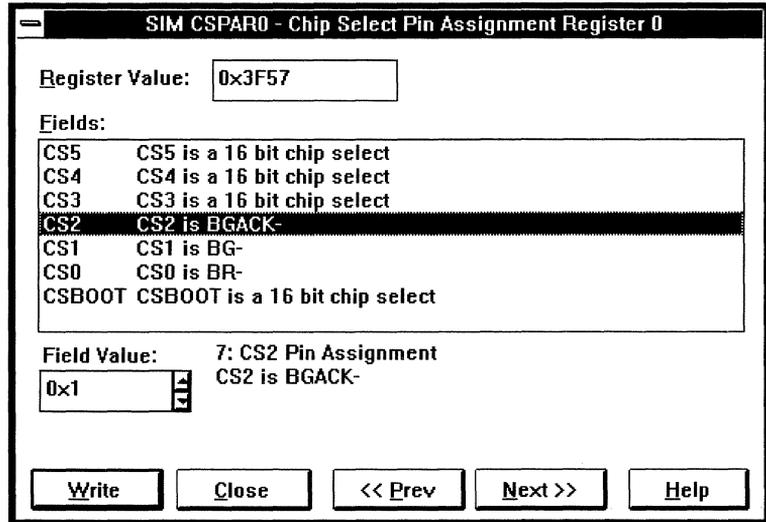 SIM CSPAR0 - Chip Select Pin Assignment Register 0
Register Value: 0x3F57
Fields:
CS5 CS5 is a 16 bit chip select
CS4 CS4 is a 16 bit chip select
CS3 CS3 is a 16 bit chip select
CS2 CS2 is BGACK-
CS1 CS1 is BG-
CS0 CS0 is BR-
CSBOOT CSBOOT is a 16 bit chip select
Field Value: 7: CS2 Pin Assignment
0x1 CS2 is BGACK-
Write Close << Prev Next >> Help